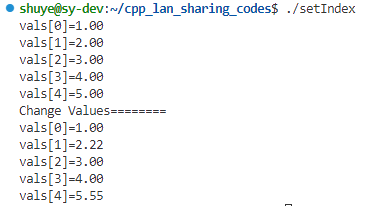 shuye@sy-dev:~/cpp_lan_sharing_codes$ ./setIndex
vals[0]=1.00
vals[1]=2.00
vals[2]=3.00
vals[3]=4.00
vals[4]=5.00
Change Values========
vals[0]=1.00
vals[1]=2.22
vals[2]=3.00
vals[3]=4.00
vals[4]=5.55